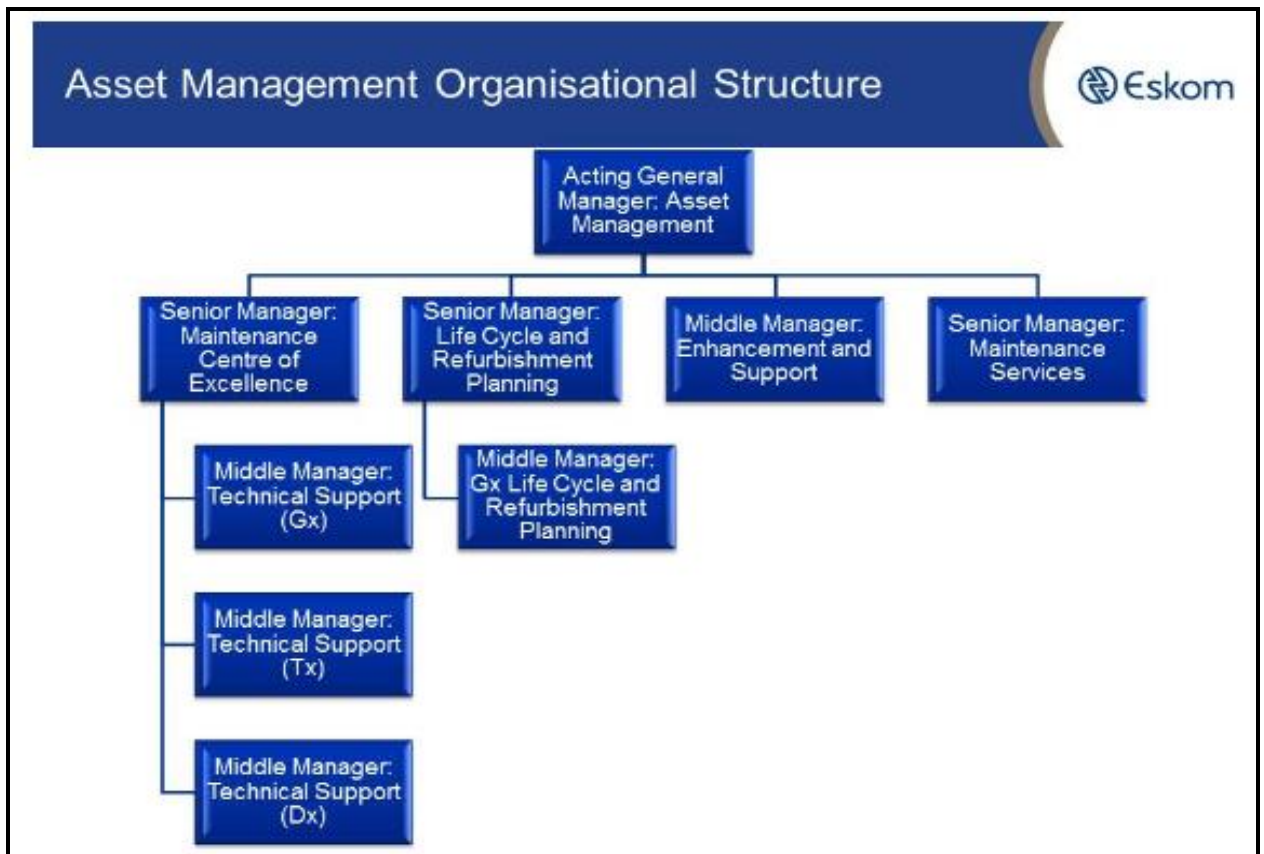 Asset Management Organisational Structure
Eskom
Acting General
Manager: Asset
Management
Senior Manager:
Maintenance
Centre of
Excellence
Senior Manager:
Life Cycle and
Refurbishment
Planning
Middle Manager:
Enhancement and
Support
Senior Manager:
Maintenance
Services
Middle Manager:
Technical Support
(Gx)
Middle Manager:
Gx Life Cycle and
Refurbishment
Planning
Middle Manager:
Technical Support
(Tx)
Middle Manager:
Technical Support
(Dx)